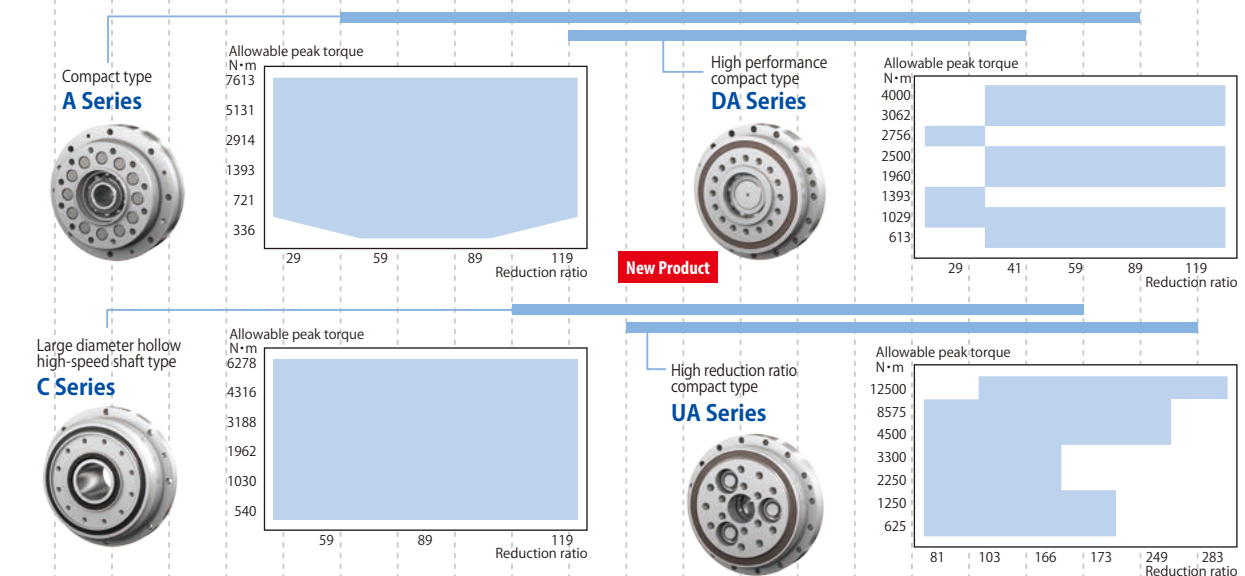 Compact type
A Series
Allowable peak torque
N•m
7613
5131
2914
1393
721
336
29 59 89 119
Reduction ratio
High performance
compact type
DA Series
Allowable peak torque
N•m
4000
3062
2756
2500
1960
1393
1029
613
29 41 59 89 119
Reduction ratio
New Product
Large diameter hollow
high-speed shaft type
C Series
Allowable peak torque
N•m
6278
4316
3188
1962
1030
540
59 89 119
Reduction ratio
High reduction ratio
compact type
UA Series
Allowable peak torque
N•m
12500
8575
4500
3300
2250
1250
625
81 103 166 173 249 283
Reduction ratio